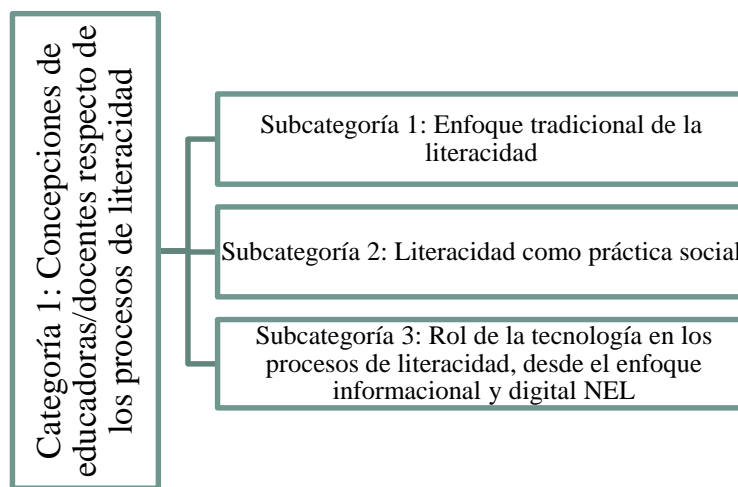 Categoría 1: Concepciones de
educadoras/docentes respecto de
los procesos de literacidad
Subcategoría 1: Enfoque tradicional de la
literacidad
Subcategoría 2: Literacidad como práctica social
Subcategoría 3: Rol de la tecnología en los
procesos de literacidad, desde el enfoque
informacional y digital NEL